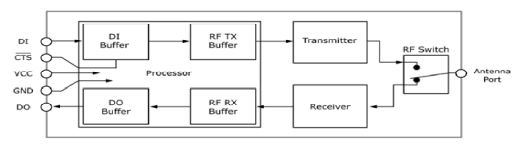 DI
CTS
VCC
GND
DO
DI
Buffer
RF TX
Buffer
Processor
DO
Buffer
RF RX
Buffer
Transmitter
Receiver
RF Switch
Antenna
Port